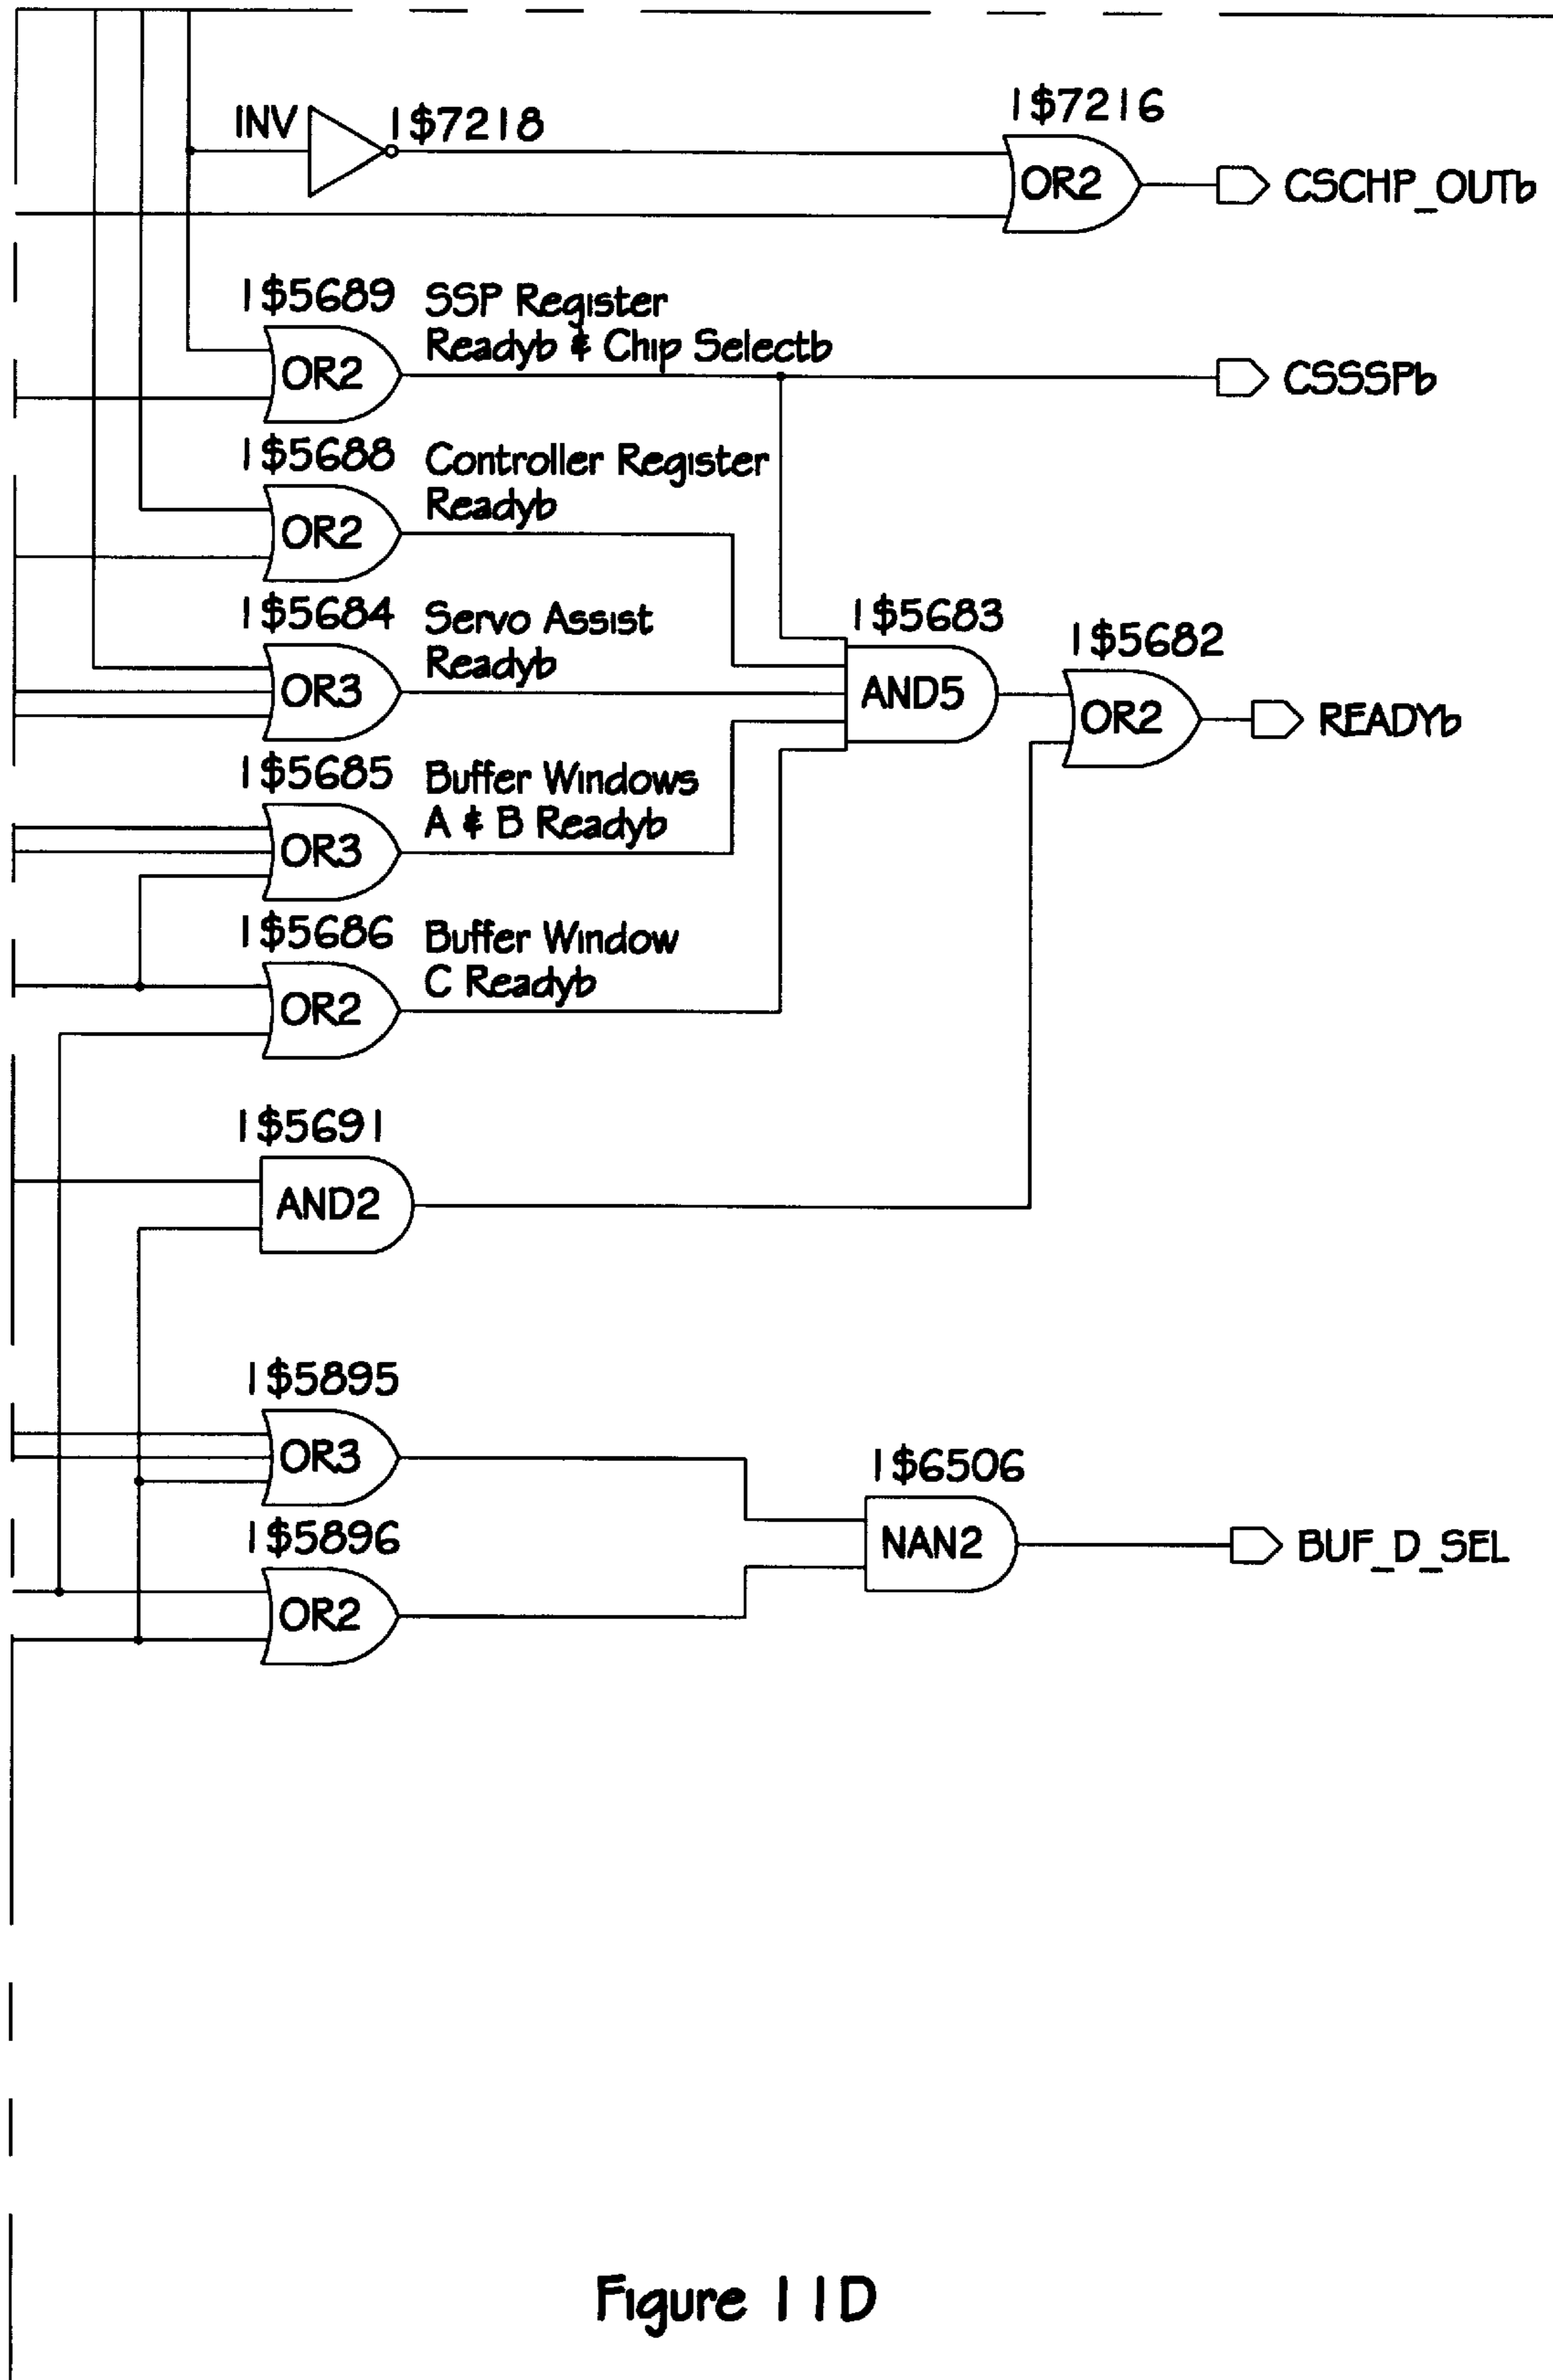 1$7216
INV 1$7218
OR2 CSCHP_OUTb
1$5689 SSP Register
Readyb & Chip Selectb
OR2 CSSSPb
1$5688 Controller Register
Readyb
OR2
1$5684 Servo Assist
Readyb
OR3
1$5683
AND5
1$5682
OR2 READYb
1$5685 Buffer Windows
A & B Readyb
OR3
1$5686 Buffer Window
C Readyb
OR2
1$5691
AND2
1$5895
OR3
1$6506
NAN2 BUF_D_SEL
1$5896
OR2
Figure 11D